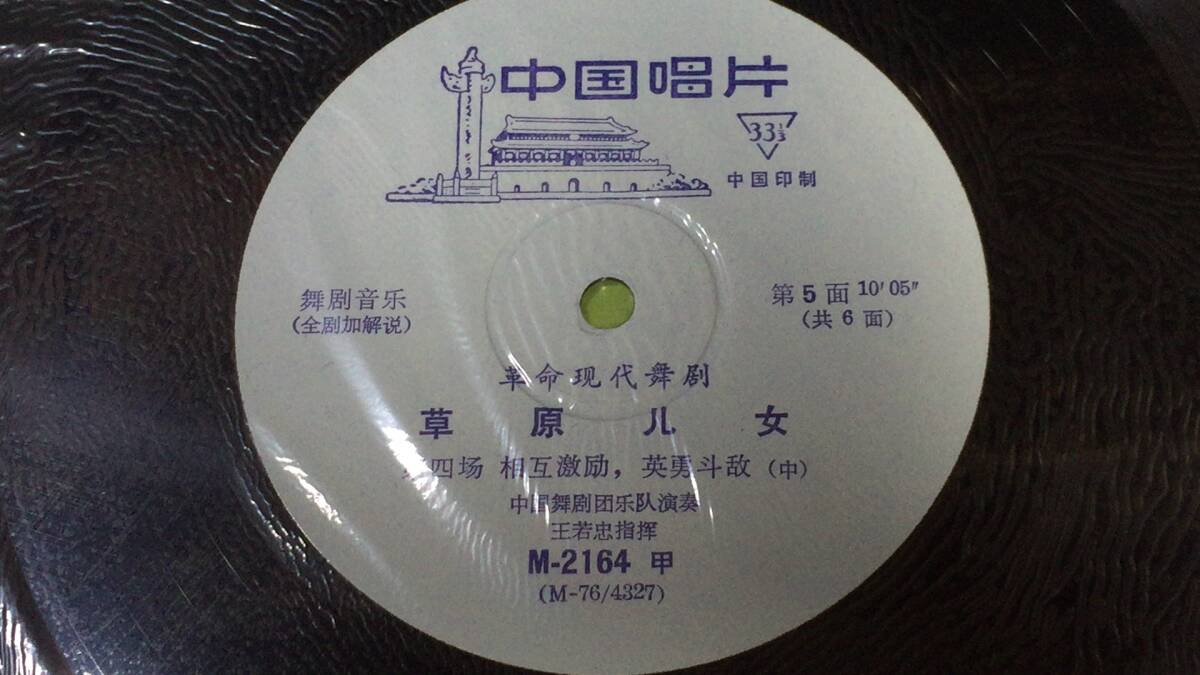 中国唱片
33⅓
中国印制
舞剧音乐
(全剧加解说)
第5面 10′05″
(共6面)
革命现代舞剧
草原儿女
四场 相互激励，英勇斗敌（中）
中国舞剧团乐队演奏
王若忠指挥
M-2164 甲
(M-76/4327)